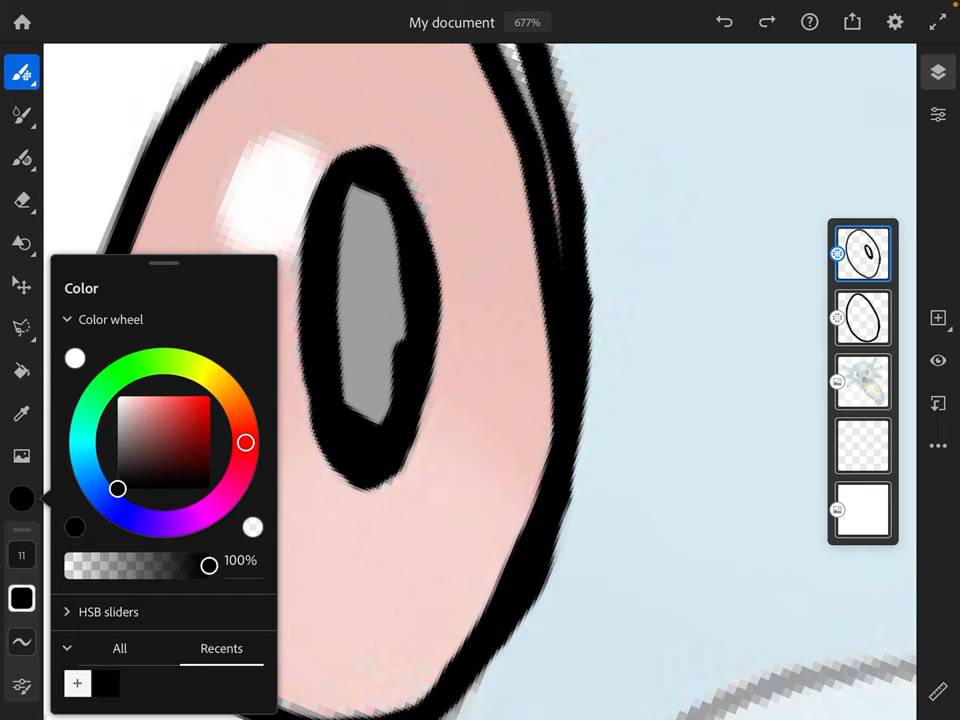 My document
677%
Color
Color wheel
100%
11
HSB sliders
All
Recents